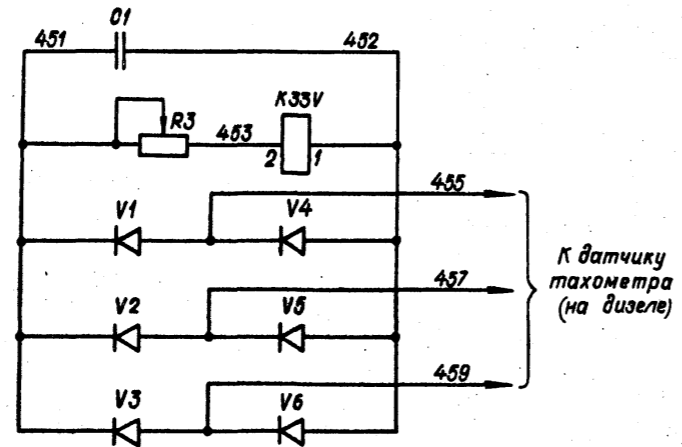 451
C1
452
R3
453
K33V
2
1
455
V1
V4
457
К датчику
тахометра
(на дизеле)
V2
V5
459
V3
V6